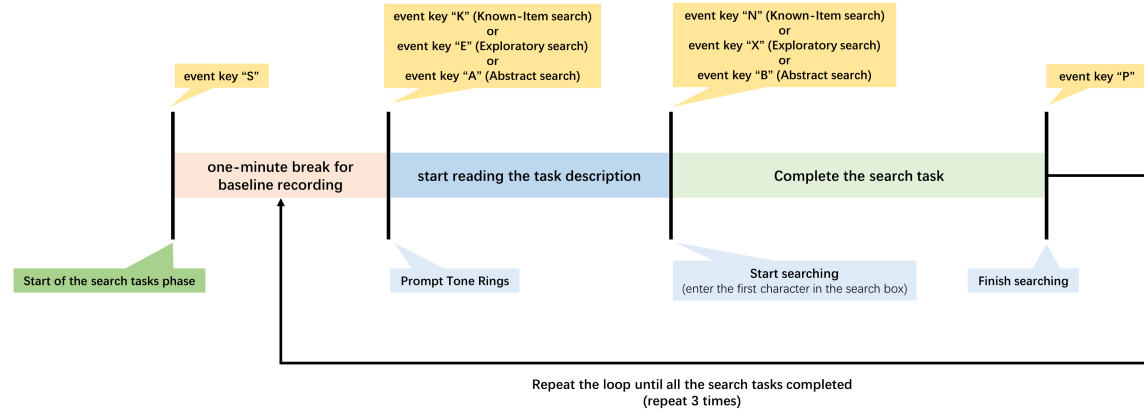 event key “S”
event key “K” (Known-Item search)
or
event key “E” (Exploratory search)
or
event key “A” (Abstract search)
event key “N” (Known-Item search)
or
event key “X” (Exploratory search)
or
event key “B” (Abstract search)
event key “P”
one-minute break for
baseline recording
start reading the task description
Complete the search task
Start of the search tasks phase
Prompt Tone Rings
Start searching
(enter the first character in the search box)
Finish searching
Repeat the loop until all the search tasks completed
(repeat 3 times)